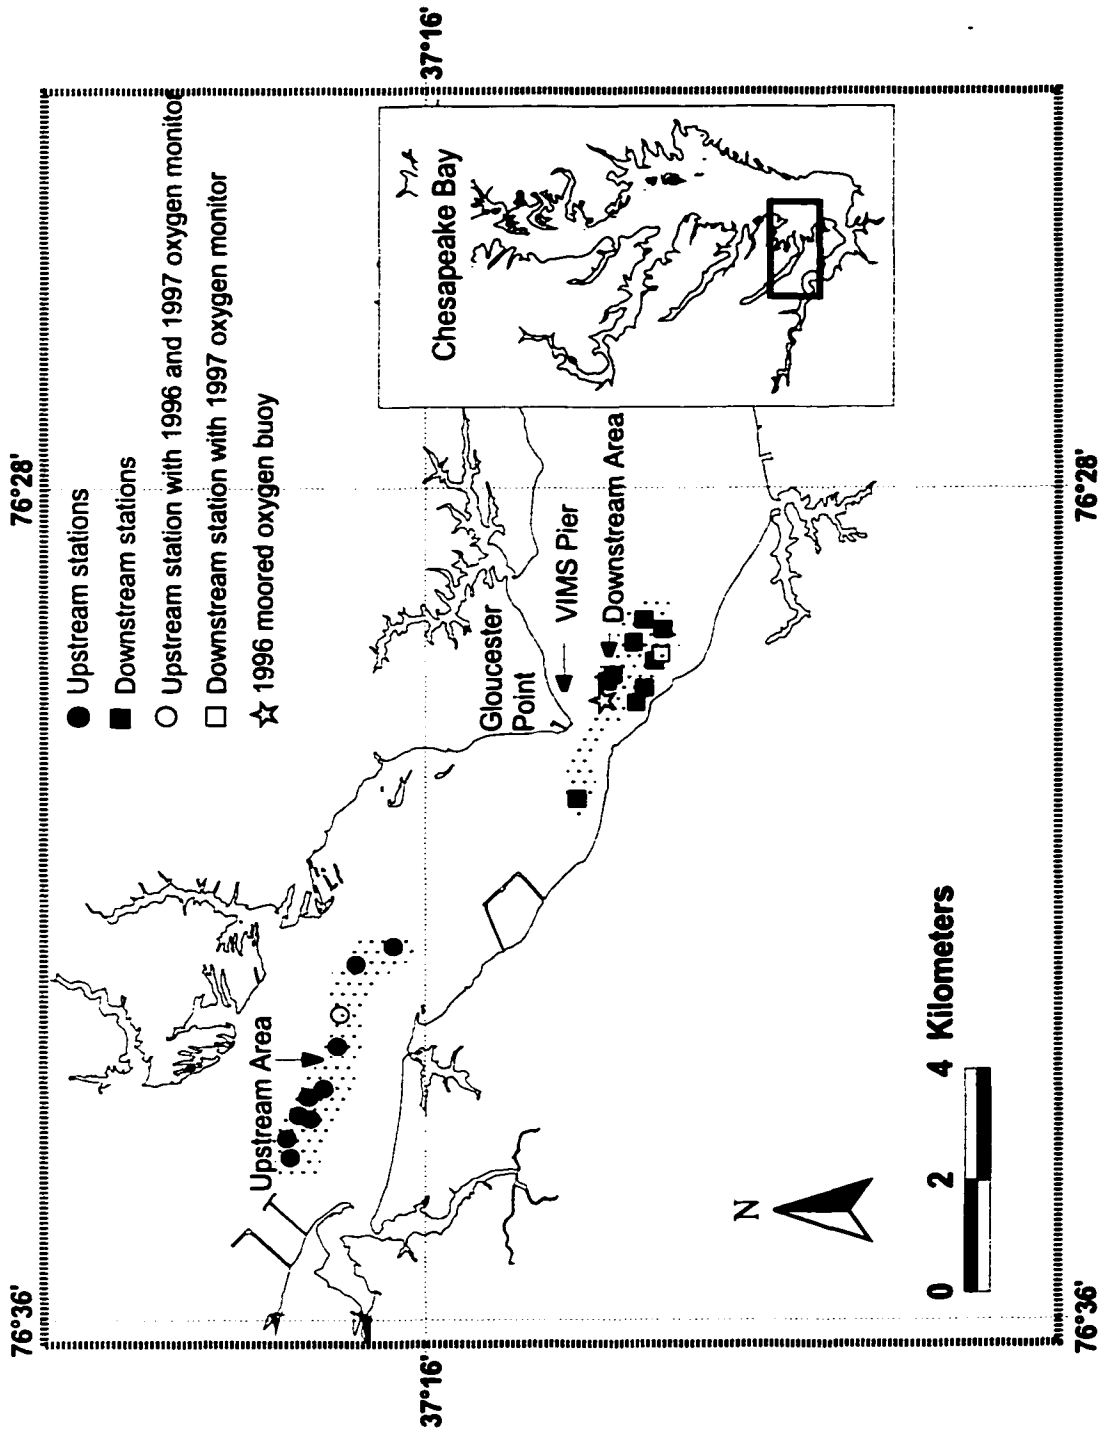 76°36'
76°28'
Upstream stations
Downstream stations
Upstream station with 1996 and 1997 oxygen monitor
Downstream station with 1997 oxygen monitor
1996 moored oxygen buoy
37°16'
37°16'
Chesapeake Bay
Upstream Area
Gloucester
Point
VIMS Pier
Downstream Area
N
0 2 4 Kilometers
76°36'
76°28'